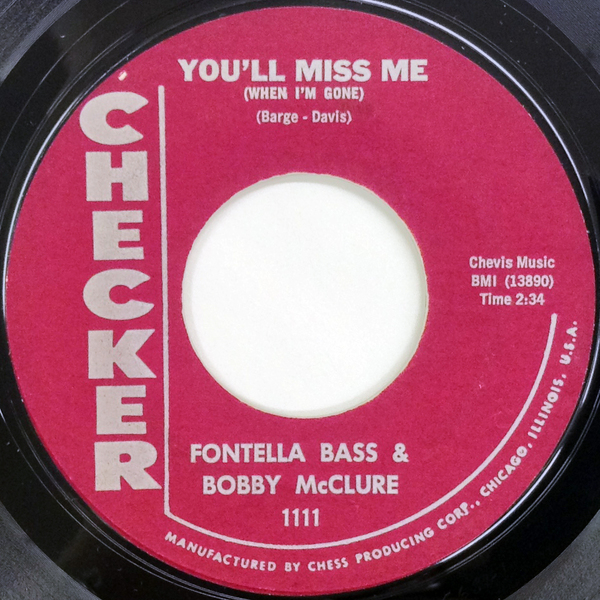 CHECKER
YOU'LL MISS ME
(WHEN I'M GONE)
(Barge - Davis)
Chevis Music
BMI (13890)
Time 2:34
FONTELLA BASS &
BOBBY McCLURE
1111
MANUFACTURED BY CHESS PRODUCING CORP., CHICAGO, ILLINOIS, U.S.A.